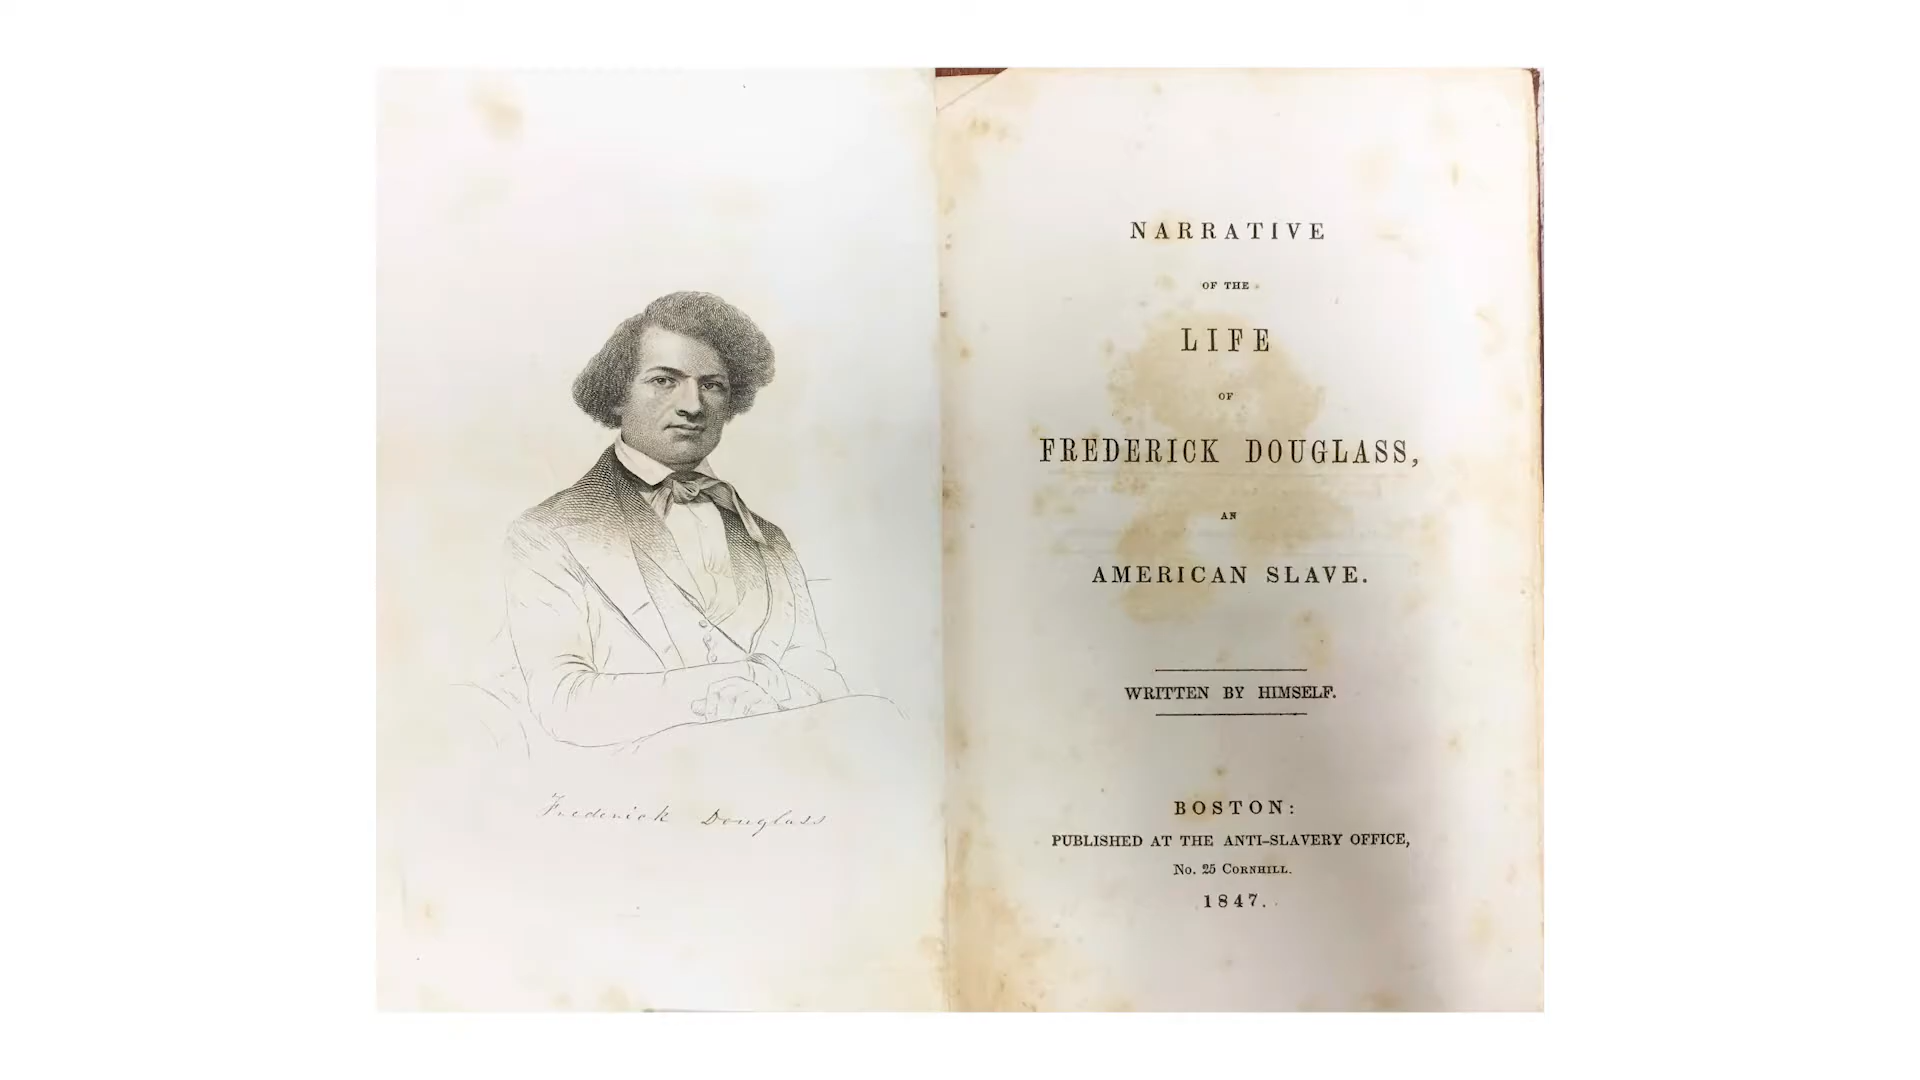 Frederick Douglass
NARRATIVE
OF THE
LIFE
OF
FREDERICK DOUGLASS,
AN
AMERICAN SLAVE.
WRITTEN BY HIMSELF.
BOSTON:
PUBLISHED AT THE ANTI-SLAVERY OFFICE,
No. 25 CORNHILL.
1847.